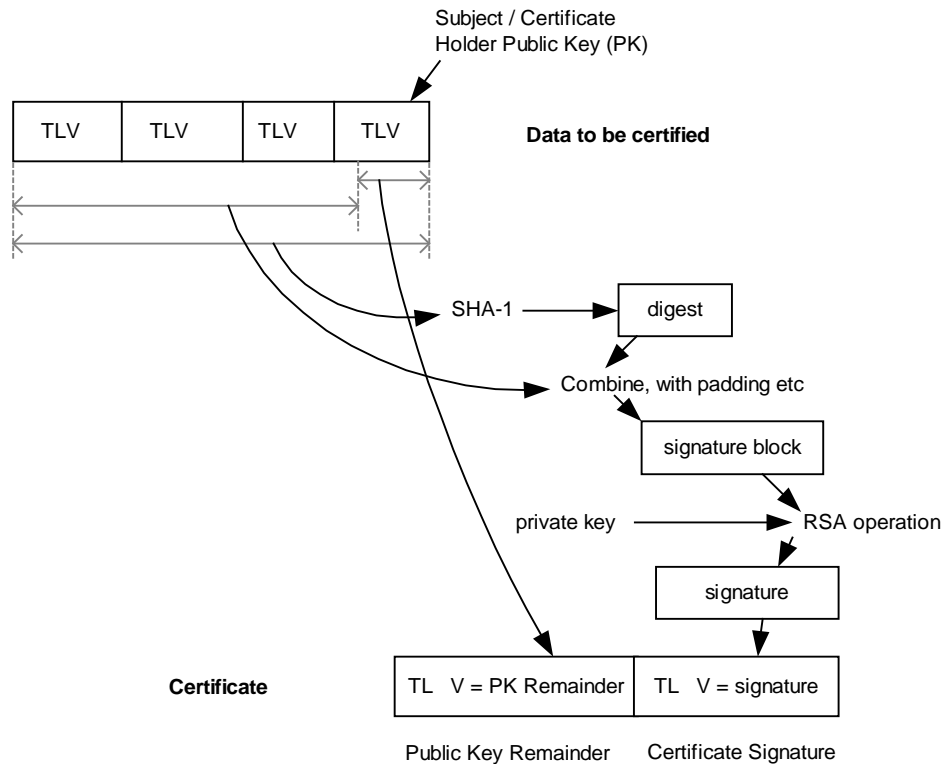 Subject / Certificate
Holder Public Key (PK)
TLV TLV TLV TLV
Data to be certified
SHA-1
digest
Combine, with padding etc
signature block
private key
RSA operation
signature
Certificate
TL V = PK Remainder
TL V = signature
Public Key Remainder
Certificate Signature